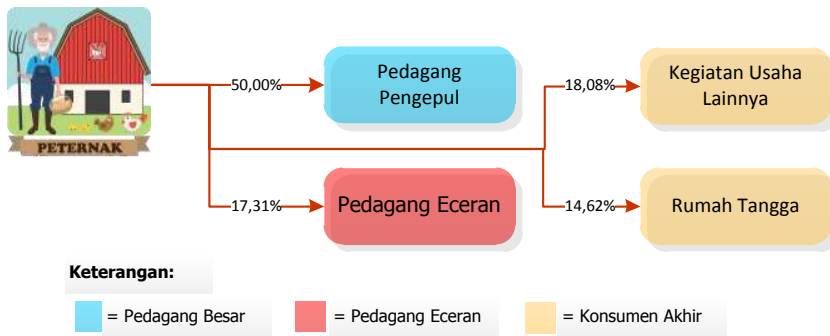 50,00%
Pedagang
Pengepul
18,08%
Kegiatan Usaha
Lainnya
PETERNAK
17,31%
Pedagang Eceran
14,62%
Rumah Tangga
Keterangan:
= Pedagang Besar
= Pedagang Eceran
= Konsumen Akhir